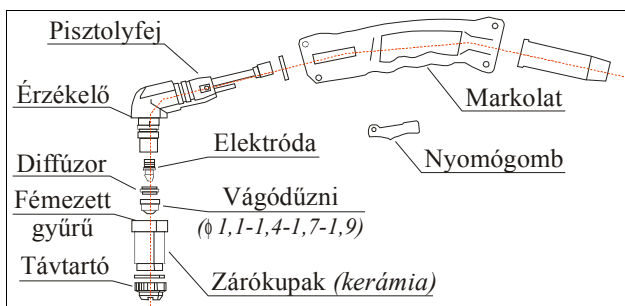 Pisztolyfej
Érzékelő
Markolat
Elektróda
Nyomógomb
Diffúzor
Vágódűzni
(ϕ 1,1-1,4-1,7-1,9)
Fémezett
gyűrű
Távtartó
Zárókupak (kerámia)